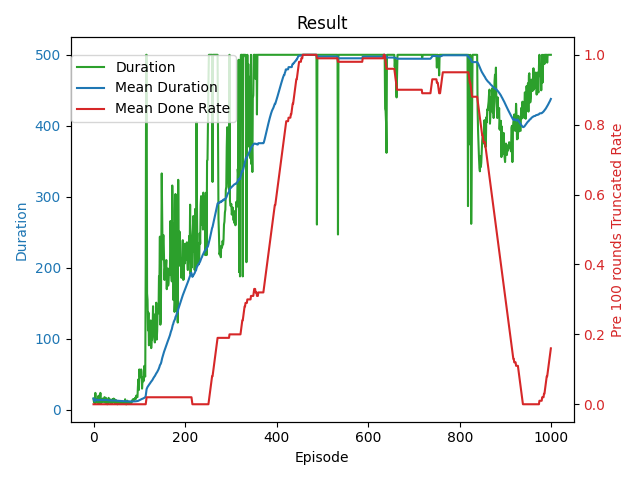 Result
Duration
Mean Duration
Mean Done Rate
500
400
300
200
100
0
Duration
1.0
0.8
0.6
0.4
0.2
0.0
Pre 100 rounds Truncated Rate
0
200
400
600
800
1000
Episode